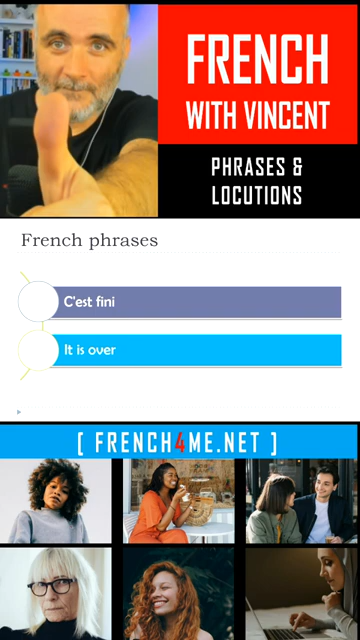 FRENCH
WITH VINCENT
PHRASES &
LOCUTIONS
French phrases
C'est fini
It is over
[ FRENCH4ME.NET ]